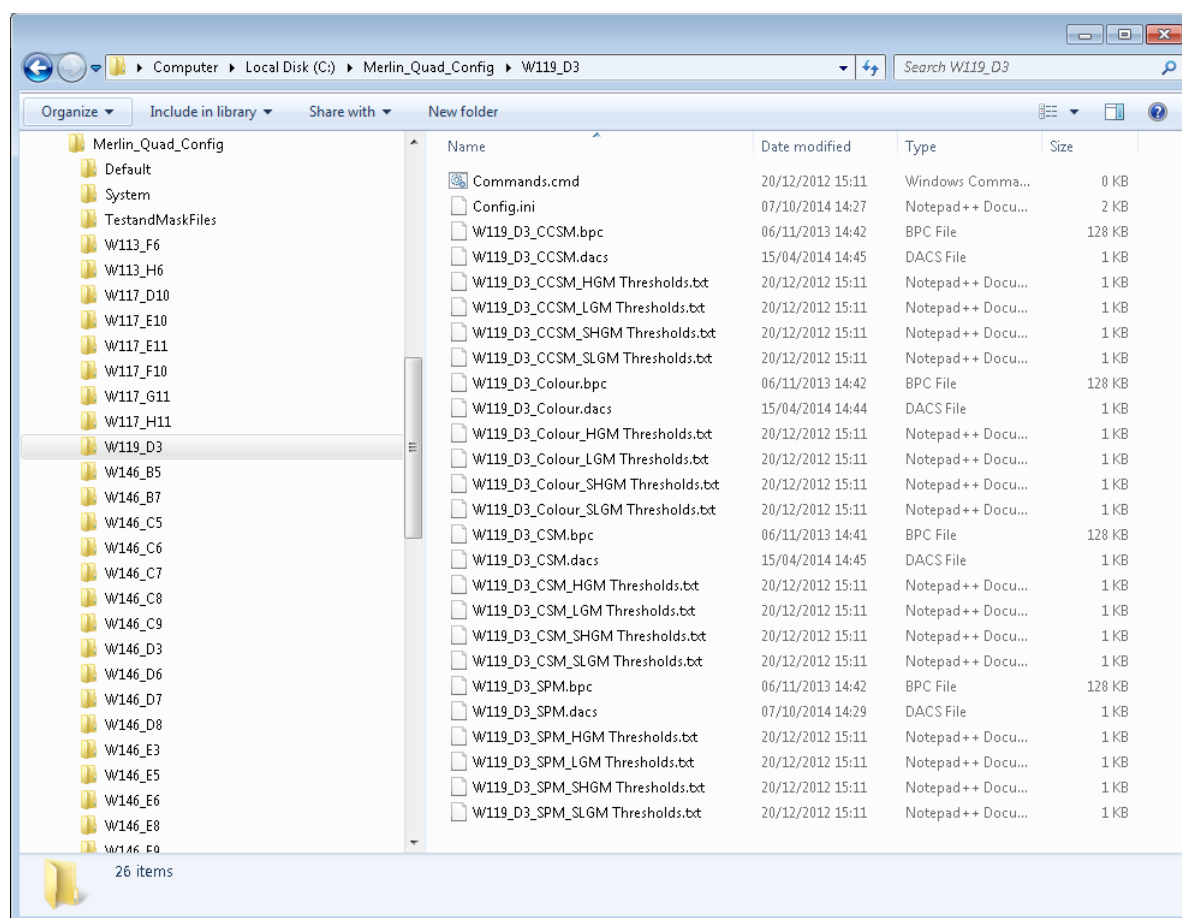 Computer Local Disk (C:) Merlin_Quad_Config W119_D3 Search W119_D3
Organize Include in library Share with New folder
Merlin_Quad_Config
Default
System
TestandMaskFiles
W113_F6
W113_H6
W117_D10
W117_E10
W117_E11
W117_F10
W117_G11
W117_H11
W119_D3
W146_B5
W146_B7
W146_C5
W146_C6
W146_C7
W146_C8
W146_C9
W146_D3
W146_D6
W146_D7
W146_D8
W146_E3
W146_E5
W146_E6
W146_E8
W146_E9
Name Date modified Type Size
Commands.cmd 20/12/2012 15:11 Windows Comma... 0 KB
Config.ini 07/10/2014 14:27 Notepad++ Docu... 2 KB
W119_D3_CCSM.bpc 06/11/2013 14:42 BPC File 128 KB
W119_D3_CCSM.dacs 15/04/2014 14:45 DACS File 1 KB
W119_D3_CCSM_HGM Thresholds.txt 20/12/2012 15:11 Notepad++ Docu... 1 KB
W119_D3_CCSM_LGM Thresholds.txt 20/12/2012 15:11 Notepad++ Docu... 1 KB
W119_D3_CCSM_SHGM Thresholds.txt 20/12/2012 15:11 Notepad++ Docu... 1 KB
W119_D3_CCSM_SLGM Thresholds.txt 20/12/2012 15:11 Notepad++ Docu... 1 KB
W119_D3_Colour.bpc 06/11/2013 14:42 BPC File 128 KB
W119_D3_Colour.dacs 15/04/2014 14:44 DACS File 1 KB
W119_D3_Colour_HGM Thresholds.txt 20/12/2012 15:11 Notepad++ Docu... 1 KB
W119_D3_Colour_LGM Thresholds.txt 20/12/2012 15:11 Notepad++ Docu... 1 KB
W119_D3_Colour_SHGM Thresholds.txt 20/12/2012 15:11 Notepad++ Docu... 1 KB
W119_D3_Colour_SLGM Thresholds.txt 20/12/2012 15:11 Notepad++ Docu... 1 KB
W119_D3_CSM.bpc 06/11/2013 14:41 BPC File 128 KB
W119_D3_CSM.dacs 15/04/2014 14:45 DACS File 1 KB
W119_D3_CSM_HGM Thresholds.txt 20/12/2012 15:11 Notepad++ Docu... 1 KB
W119_D3_CSM_LGM Thresholds.txt 20/12/2012 15:11 Notepad++ Docu... 1 KB
W119_D3_CSM_SHGM Thresholds.txt 20/12/2012 15:11 Notepad++ Docu... 1 KB
W119_D3_CSM_SLGM Thresholds.txt 20/12/2012 15:11 Notepad++ Docu... 1 KB
W119_D3_SPM.bpc 06/11/2013 14:42 BPC File 128 KB
W119_D3_SPM.dacs 07/10/2014 14:29 DACS File 1 KB
W119_D3_SPM_HGM Thresholds.txt 20/12/2012 15:11 Notepad++ Docu... 1 KB
W119_D3_SPM_LGM Thresholds.txt 20/12/2012 15:11 Notepad++ Docu... 1 KB
W119_D3_SPM_SHGM Thresholds.txt 20/12/2012 15:11 Notepad++ Docu... 1 KB
W119_D3_SPM_SLGM Thresholds.txt 20/12/2012 15:11 Notepad++ Docu... 1 KB
26 items